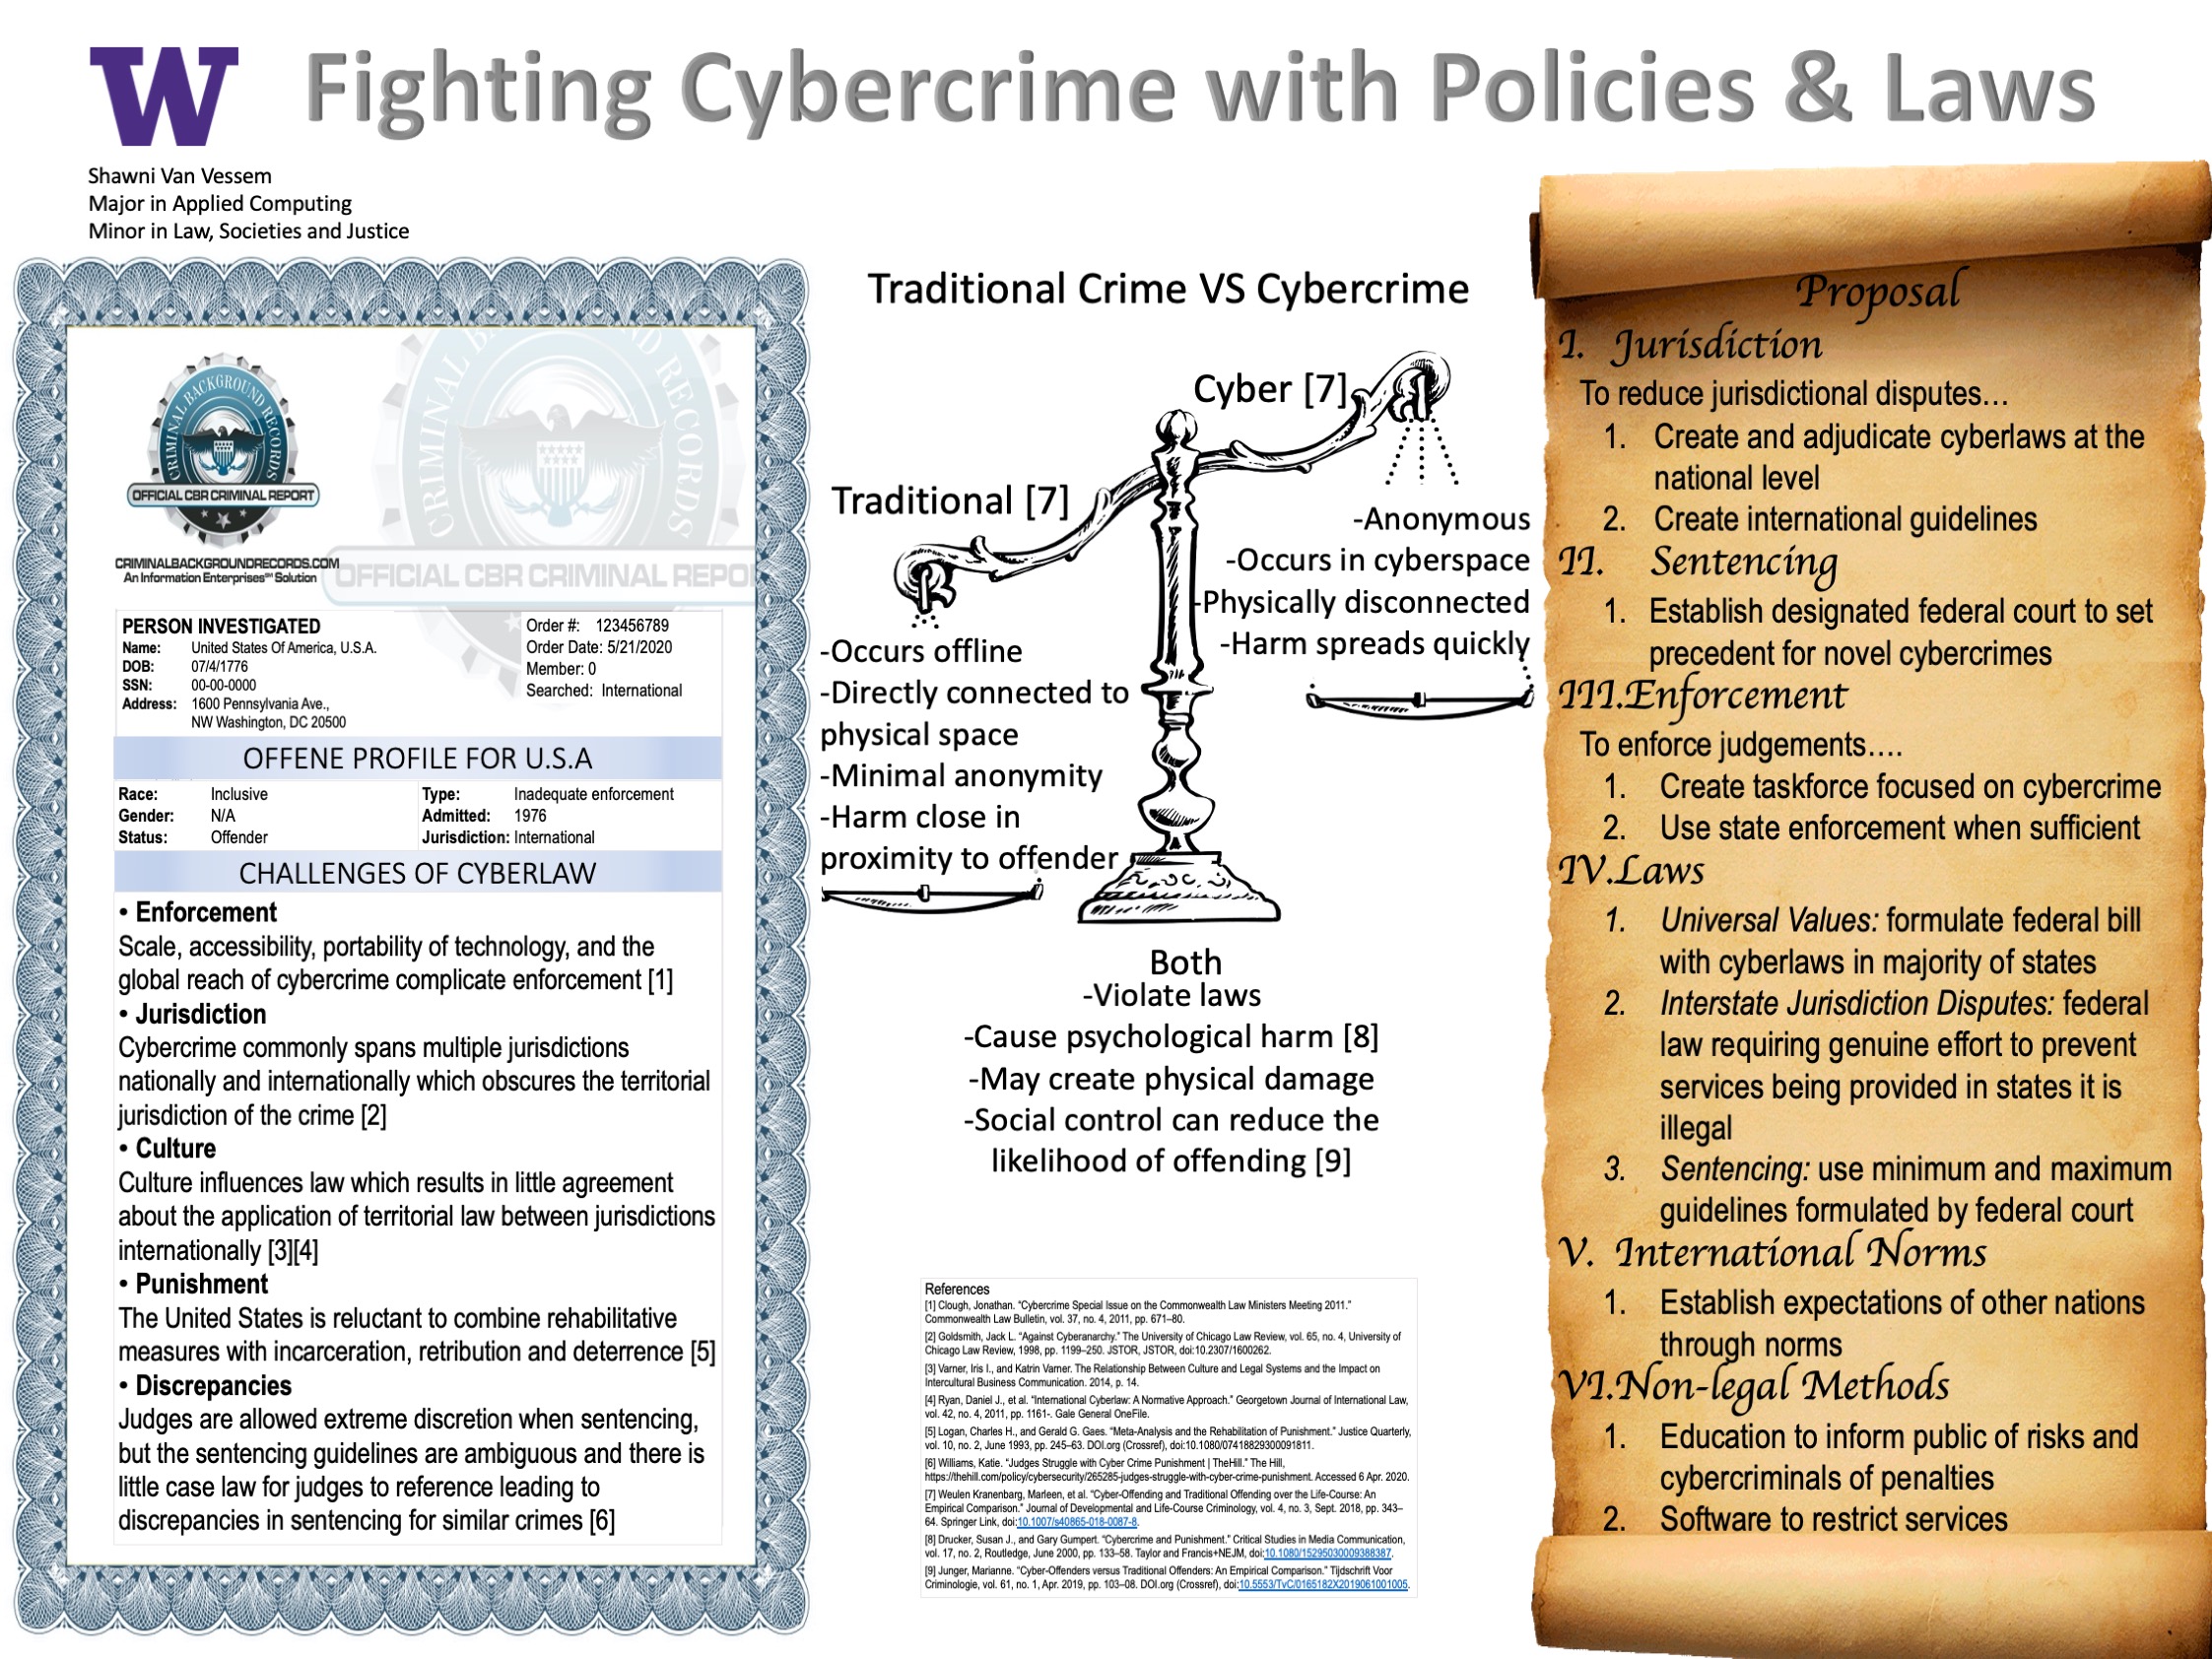 W Fighting Cybercrime with Policies & Laws
Shawni Van Vessem
Major in Applied Computing
Minor in Law, Societies and Justice
CRIMINAL BACKGROUND RECORDS
OFFICIAL CBR CRIMINAL REPORT
CRIMINALBACKGROUNDRECORDS.COM
An Information Enterprises℠ Solution
CRIMINAL BACKGROUND RECORDS
OFFICIAL CBR CRIMINAL REPO
PERSON INVESTIGATED
Name: United States Of America, U.S.A.
DOB: 07/4/1776
SSN: 00-00-0000
Address: 1600 Pennsylvania Ave.,
NW Washington, DC 20500
Order #: 123456789
Order Date: 5/21/2020
Member: 0
Searched: International
OFFENE PROFILE FOR U.S.A
Race: Inclusive
Gender: N/A
Status: Offender
Type: Inadequate enforcement
Admitted: 1976
Jurisdiction: International
CHALLENGES OF CYBERLAW
• Enforcement
Scale, accessibility, portability of technology, and the
global reach of cybercrime complicate enforcement [1]
• Jurisdiction
Cybercrime commonly spans multiple jurisdictions
nationally and internationally which obscures the territorial
jurisdiction of the crime [2]
• Culture
Culture influences law which results in little agreement
about the application of territorial law between jurisdictions
internationally [3][4]
• Punishment
The United States is reluctant to combine rehabilitative
measures with incarceration, retribution and deterrence [5]
• Discrepancies
Judges are allowed extreme discretion when sentencing,
but the sentencing guidelines are ambiguous and there is
little case law for judges to reference leading to
discrepancies in sentencing for similar crimes [6]
Traditional Crime VS Cybercrime
Cyber [7]
-Anonymous
-Occurs in cyberspace
-Physically disconnected
-Harm spreads quickly
Traditional [7]
-Occurs offline
-Directly connected to
physical space
-Minimal anonymity
-Harm close in
proximity to offender
Both
-Violate laws
-Cause psychological harm [8]
-May create physical damage
-Social control can reduce the
likelihood of offending [9]
References
[1] Clough, Jonathan. “Cybercrime Special Issue on the Commonwealth Law Ministers Meeting 2011.”
Commonwealth Law Bulletin, vol. 37, no. 4, 2011, pp. 671–80.
[2] Goldsmith, Jack L. “Against Cyberanarchy.” The University of Chicago Law Review, vol. 65, no. 4, University of
Chicago Law Review, 1998, pp. 1199–250. JSTOR, JSTOR, doi:10.2307/1600262.
[3] Varner, Iris I., and Katrin Varner. The Relationship Between Culture and Legal Systems and the Impact on
Intercultural Business Communication. 2014, p. 14.
[4] Ryan, Daniel J., et al. “International Cyberlaw: A Normative Approach.” Georgetown Journal of International Law,
vol. 42, no. 4, 2011, pp. 1161-. Gale General OneFile.
[5] Logan, Charles H., and Gerald G. Gaes. “Meta-Analysis and the Rehabilitation of Punishment.” Justice Quarterly,
vol. 10, no. 2, June 1993, pp. 245–63. DOI.org (Crossref), doi:10.1080/07418829300091811.
[6] Williams, Katie. “Judges Struggle with Cyber Crime Punishment | TheHill.” The Hill,
https://thehill.com/policy/cybersecurity/265285-judges-struggle-with-cyber-crime-punishment. Accessed 6 Apr. 2020.
[7] Weulen Kranenbarg, Marleen, et al. “Cyber-Offending and Traditional Offending over the Life-Course: An
Empirical Comparison.” Journal of Developmental and Life-Course Criminology, vol. 4, no. 3, Sept. 2018, pp. 343–
64. Springer Link, doi:10.1007/s40865-018-0087-8.
[8] Drucker, Susan J., and Gary Gumpert. “Cybercrime and Punishment.” Critical Studies in Media Communication,
vol. 17, no. 2, Routledge, June 2000, pp. 133–58. Taylor and Francis+NEJM, doi:10.1080/15295030009388387.
[9] Junger, Marianne. “Cyber-Offenders versus Traditional Offenders: An Empirical Comparison.” Tijdschrift Voor
Criminologie, vol. 61, no. 1, Apr. 2019, pp. 103–08. DOI.org (Crossref), doi:10.5553/TvC/0165182X2019061001005.
Proposal
I. Jurisdiction
To reduce jurisdictional disputes…
1. Create and adjudicate cyberlaws at the
national level
2. Create international guidelines
II. Sentencing
1. Establish designated federal court to set
precedent for novel cybercrimes
III. Enforcement
To enforce judgements….
1. Create taskforce focused on cybercrime
2. Use state enforcement when sufficient
IV. Laws
1. Universal Values: formulate federal bill
with cyberlaws in majority of states
2. Interstate Jurisdiction Disputes: federal
law requiring genuine effort to prevent
services being provided in states it is
illegal
3. Sentencing: use minimum and maximum
guidelines formulated by federal court
V. International Norms
1. Establish expectations of other nations
through norms
VI. Non-legal Methods
1. Education to inform public of risks and
cybercriminals of penalties
2. Software to restrict services